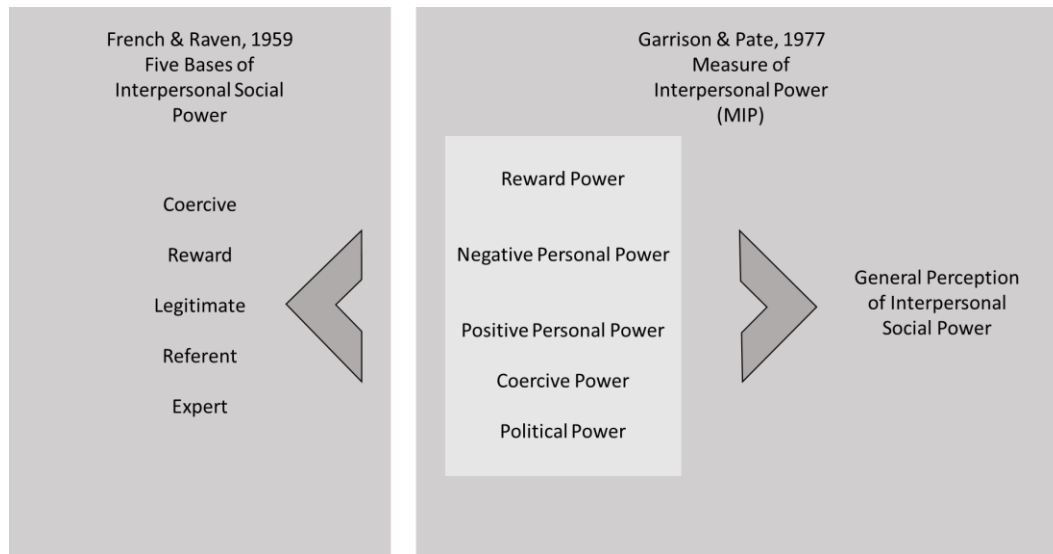 French & Raven, 1959
Five Bases of
Interpersonal Social
Power
Coercive
Reward
Legitimate
Referent
Expert
Garrison & Pate, 1977
Measure of
Interpersonal Power
(MIP)
Reward Power
Negative Personal Power
Positive Personal Power
Coercive Power
Political Power
General Perception
of Interpersonal
Social Power